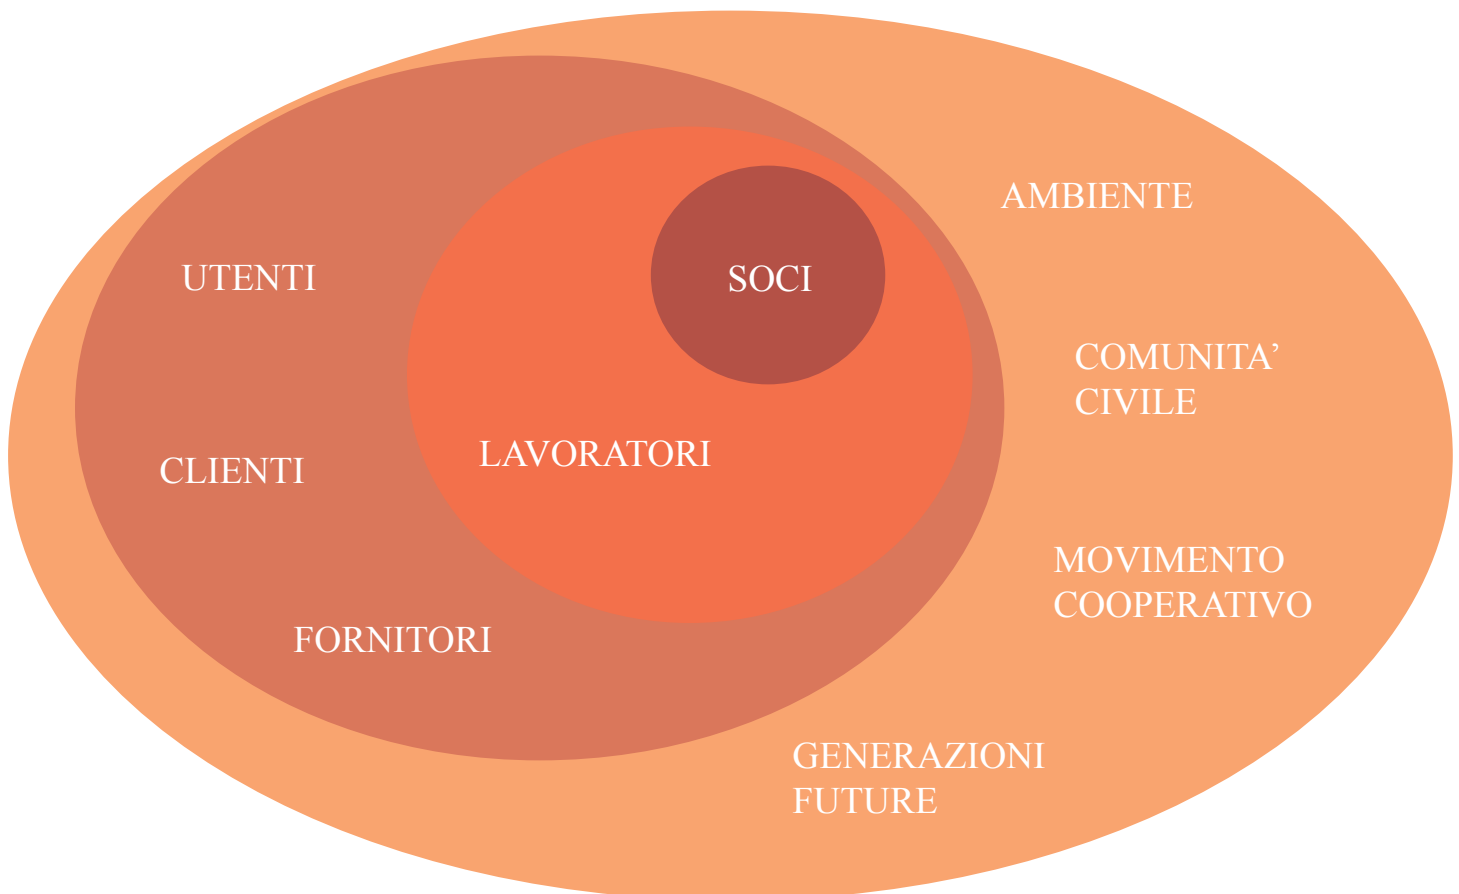 AMBIENTE
UTENTI
SOCI
COMUNITA’
CIVILE
LAVORATORI
CLIENTI
MOVIMENTO
COOPERATIVO
FORNITORI
GENERAZIONI
FUTURE